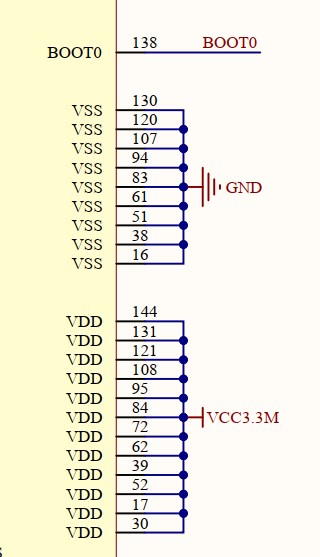 BOOT0 138 BOOT0
VSS 130
VSS 120
VSS 107
VSS 94
VSS 83 GND
VSS 61
VSS 51
VSS 38
VSS 16
VDD 144
VDD 131
VDD 121
VDD 108
VDD 95
VDD 84 VCC3.3M
VDD 72
VDD 62
VDD 39
VDD 52
VDD 17
VDD 30